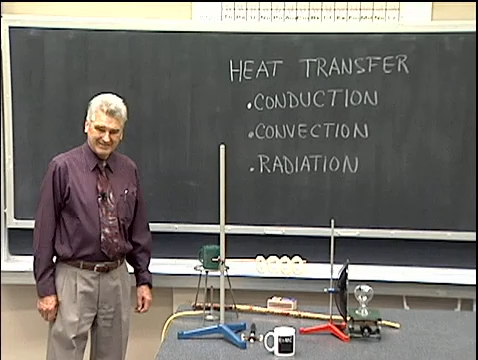 HEAT TRANSFER
•CONDUCTION
•CONVECTION
•RADIATION